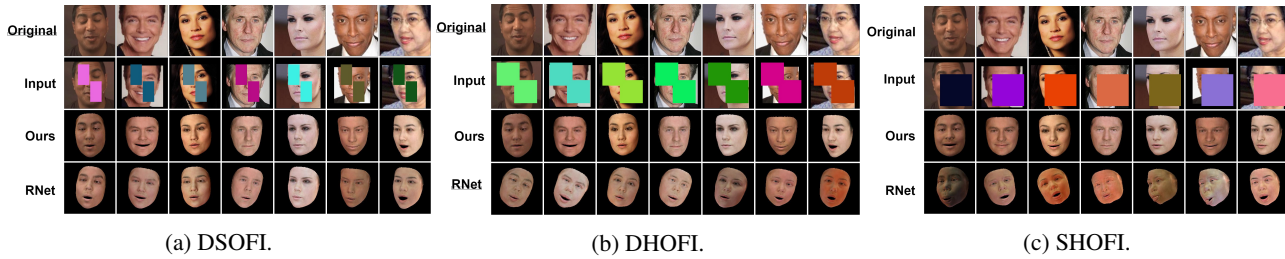 Original
Input
Ours
RNet
(a) DSOFI.
Original
Input
Ours
RNet
(b) DHOFI.
Original
Input
Ours
RNet
(c) SHOFI.